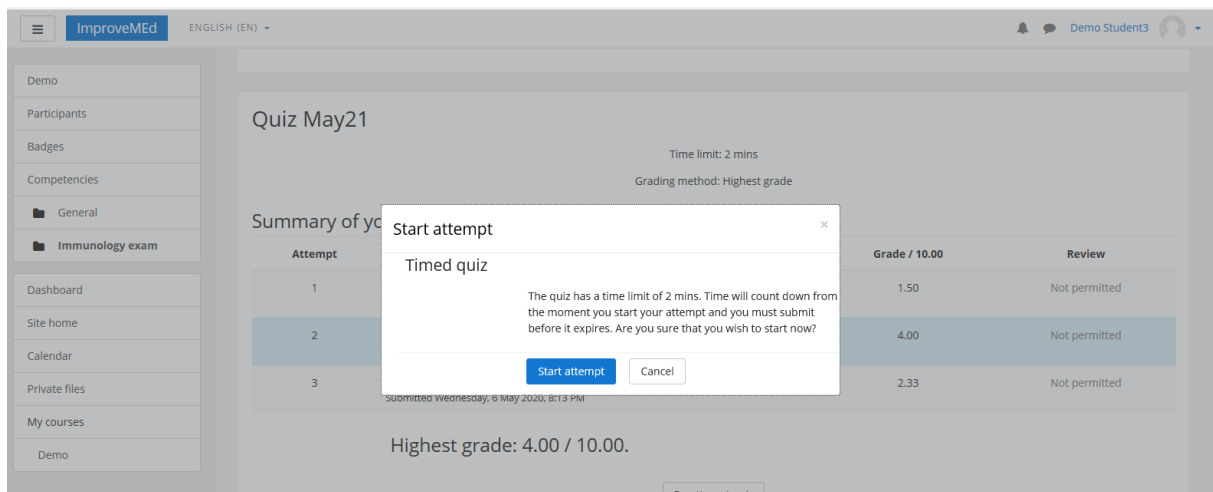 ImproveMEd ENGLISH (EN) Demo Student3
Demo
Participants
Badges
Competencies
General
Immunology exam
Dashboard
Site home
Calendar
Private files
My courses
Demo
Quiz May21
Time limit: 2 mins
Grading method: Highest grade
Summary of yo
Attempt Grade / 10.00 Review
1 1.50 Not permitted
2 4.00 Not permitted
3 2.33 Not permitted
Submitted Wednesday, 6 May 2020, 8:13 PM
Highest grade: 4.00 / 10.00.
Start attempt ×
Timed quiz
The quiz has a time limit of 2 mins. Time will count down from
the moment you start your attempt and you must submit
before it expires. Are you sure that you wish to start now?
Start attempt Cancel